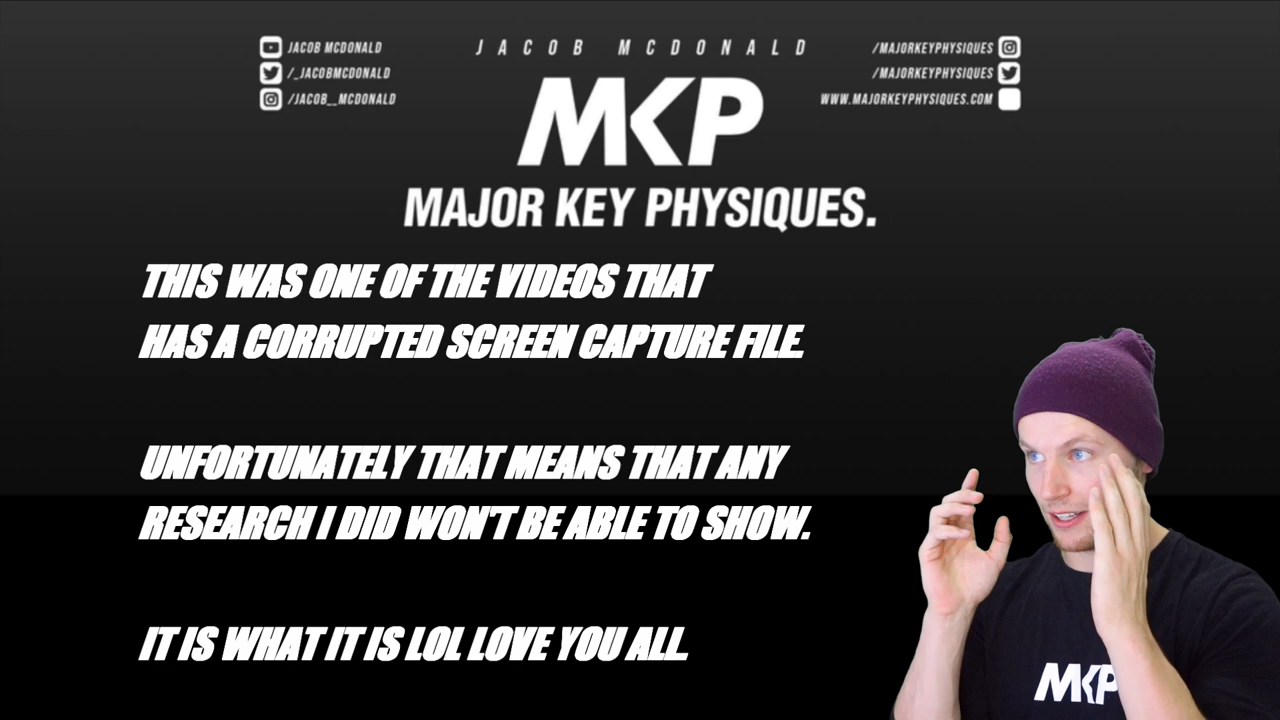 JACOB MCDONALD
/_JACOBMCDONALD
/JACOB__MCDONALD
JACOB MCDONALD
MKP
MAJOR KEY PHYSIQUES.
/MAJORKEYPHYSIQUES
/MAJORKEYPHYSIQUES
WWW.MAJORKEYPHYSIQUES.COM
THIS WAS ONE OF THE VIDEOS THAT
HAS A CORRUPTED SCREEN CAPTURE FILE.
UNFORTUNATELY THAT MEANS THAT ANY
RESEARCH I DID WON'T BE ABLE TO SHOW.
IT IS WHAT IT IS LOL LOVE YOU ALL.
MKP